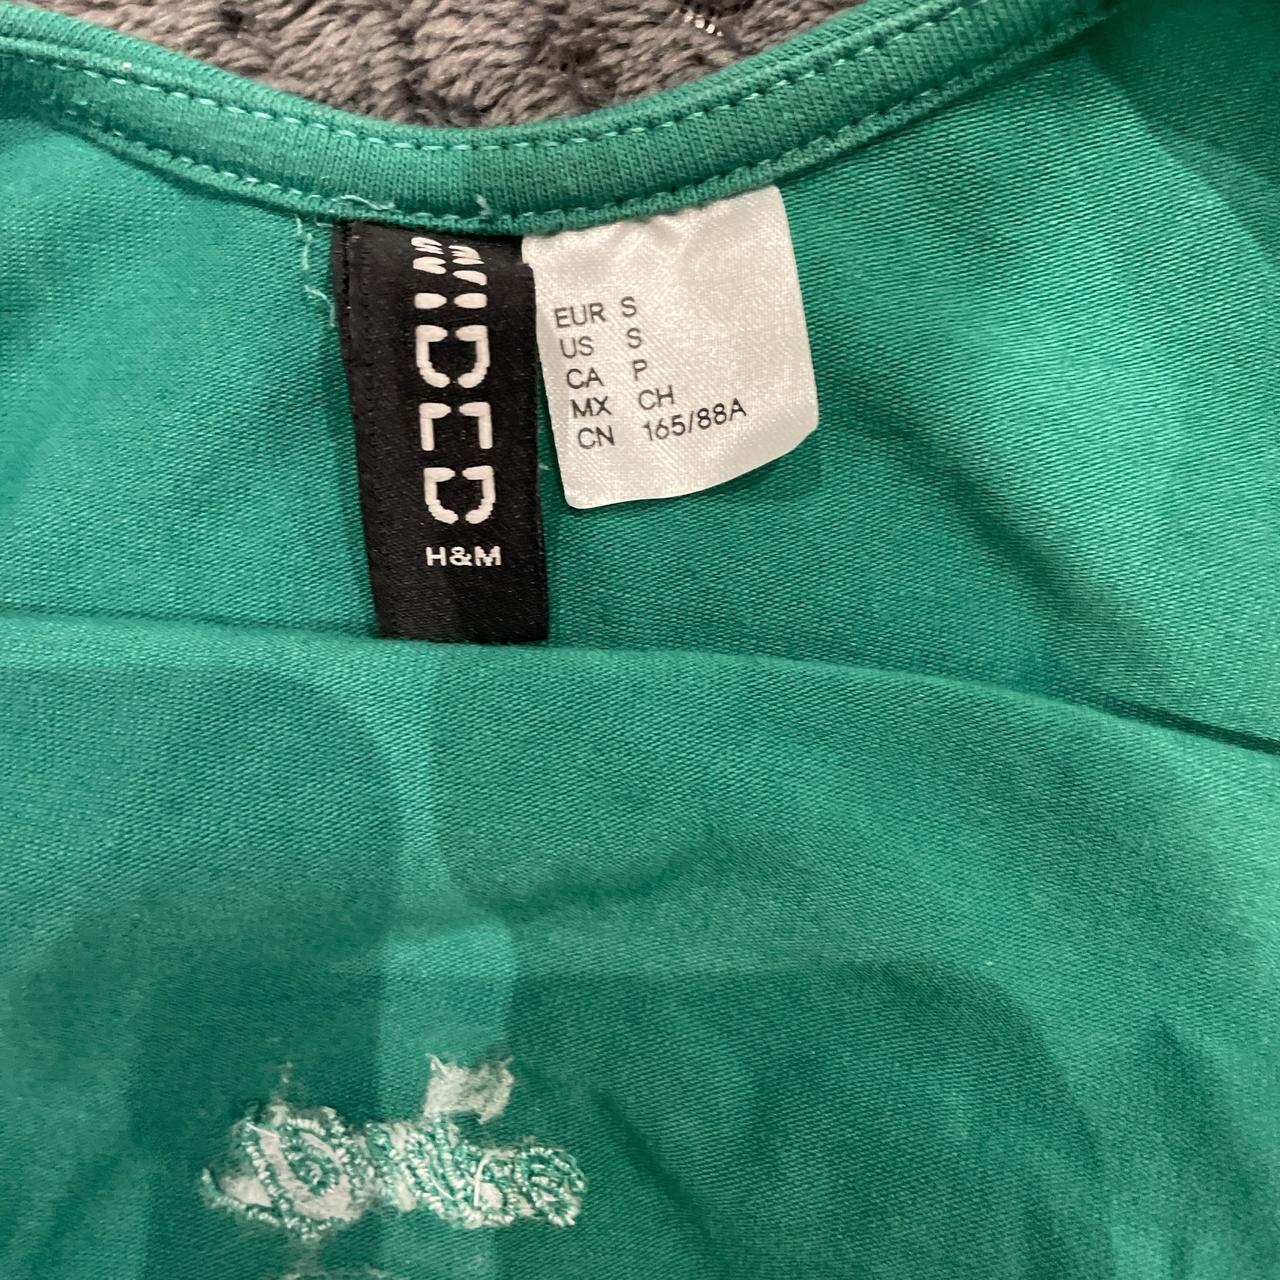 DIVIDED
H&M
EUR S
US S
CA P
MX CH
CN 165/88A